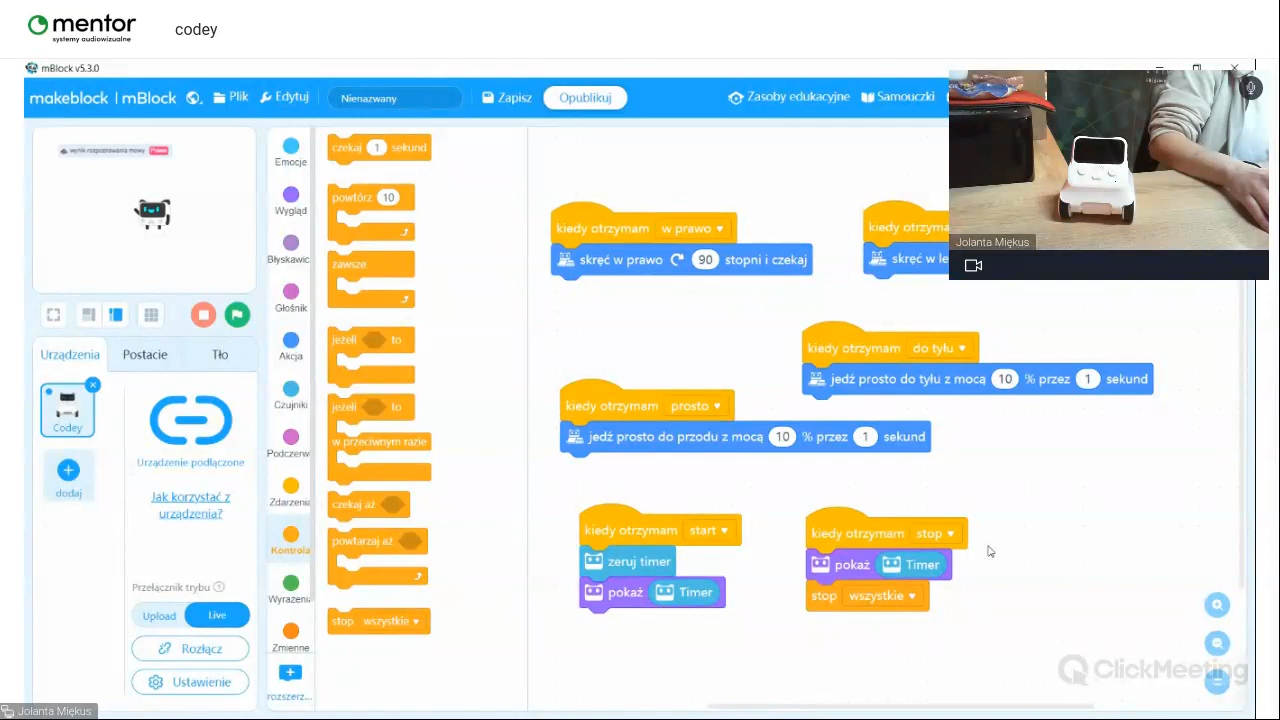 mentor
systemy audiowizualne
codey
mBlock v5.3.0
makeblock | mBlock
Plik
Edytuj
Nienazwany
Zapisz
Opublikuj
Zasoby edukacyjne
Samouczki
wynik rozpoznawania mowy
Emocje
Wygląd
Błyskawic
Głośnik
Akcja
Czujniki
Podczerw
Zdarzenia
Kontrola
Wyrażenia
Zmienne
rozszerz...
czekaj 1 sekund
powtórz 10
zawsze
jeżeli to
jeżeli to
w przeciwnym razie
czekaj aż
powtarzaj aż
stop wszystkie
Urządzenia
Postacie
Tło
Codey
dodaj
Urządzenie podłączone
Jak korzystać z
urządzenia?
Przełącznik trybu
Upload
Live
Rozłącz
Ustawienie
kiedy otrzymam w prawo
skręć w prawo 90 stopni i czekaj
kiedy otrzymam
skręć w le
kiedy otrzymam do tyłu
jedź prosto do tyłu z mocą 10 % przez 1 sekund
kiedy otrzymam prosto
jedź prosto do przodu z mocą 10 % przez 1 sekund
kiedy otrzymam start
zeruj timer
pokaż Timer
kiedy otrzymam stop
pokaż Timer
stop wszystkie
Jolanta Miękus
ClickMeeting
Jolanta Miękus